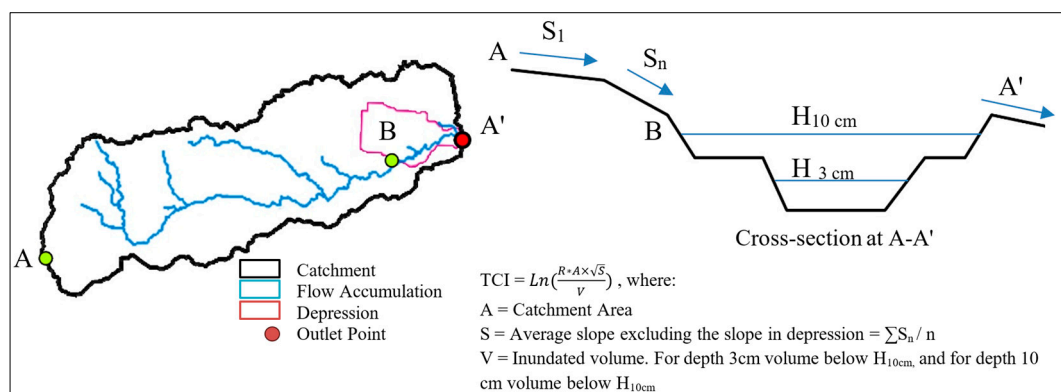 A
S1
Sn
B
H10 cm
H 3 cm
A'
Cross-section at A-A'
A
B
A'
Catchment
Flow Accumulation
Depression
Outlet Point
TCI = Ln(R*A×√S/V) , where:
A = Catchment Area
S = Average slope excluding the slope in depression = ∑Sn / n
V = Inundated volume. For depth 3cm volume below H10cm, and for depth 10
cm volume below H10cm